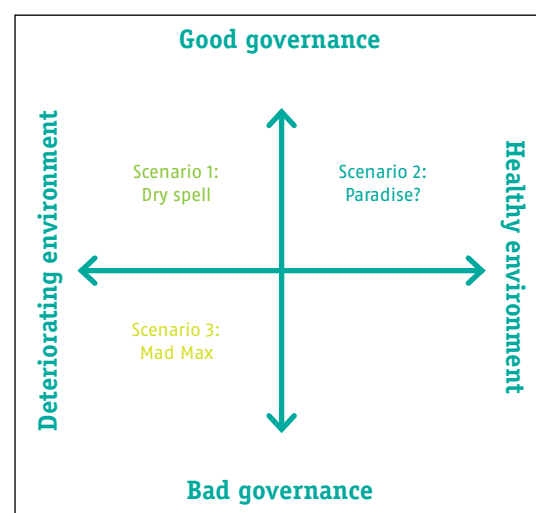 Good governance
Deteriorating environment
Healthy environment
Scenario 1:
Dry spell
Scenario 2:
Paradise?
Scenario 3:
Mad Max
Bad governance